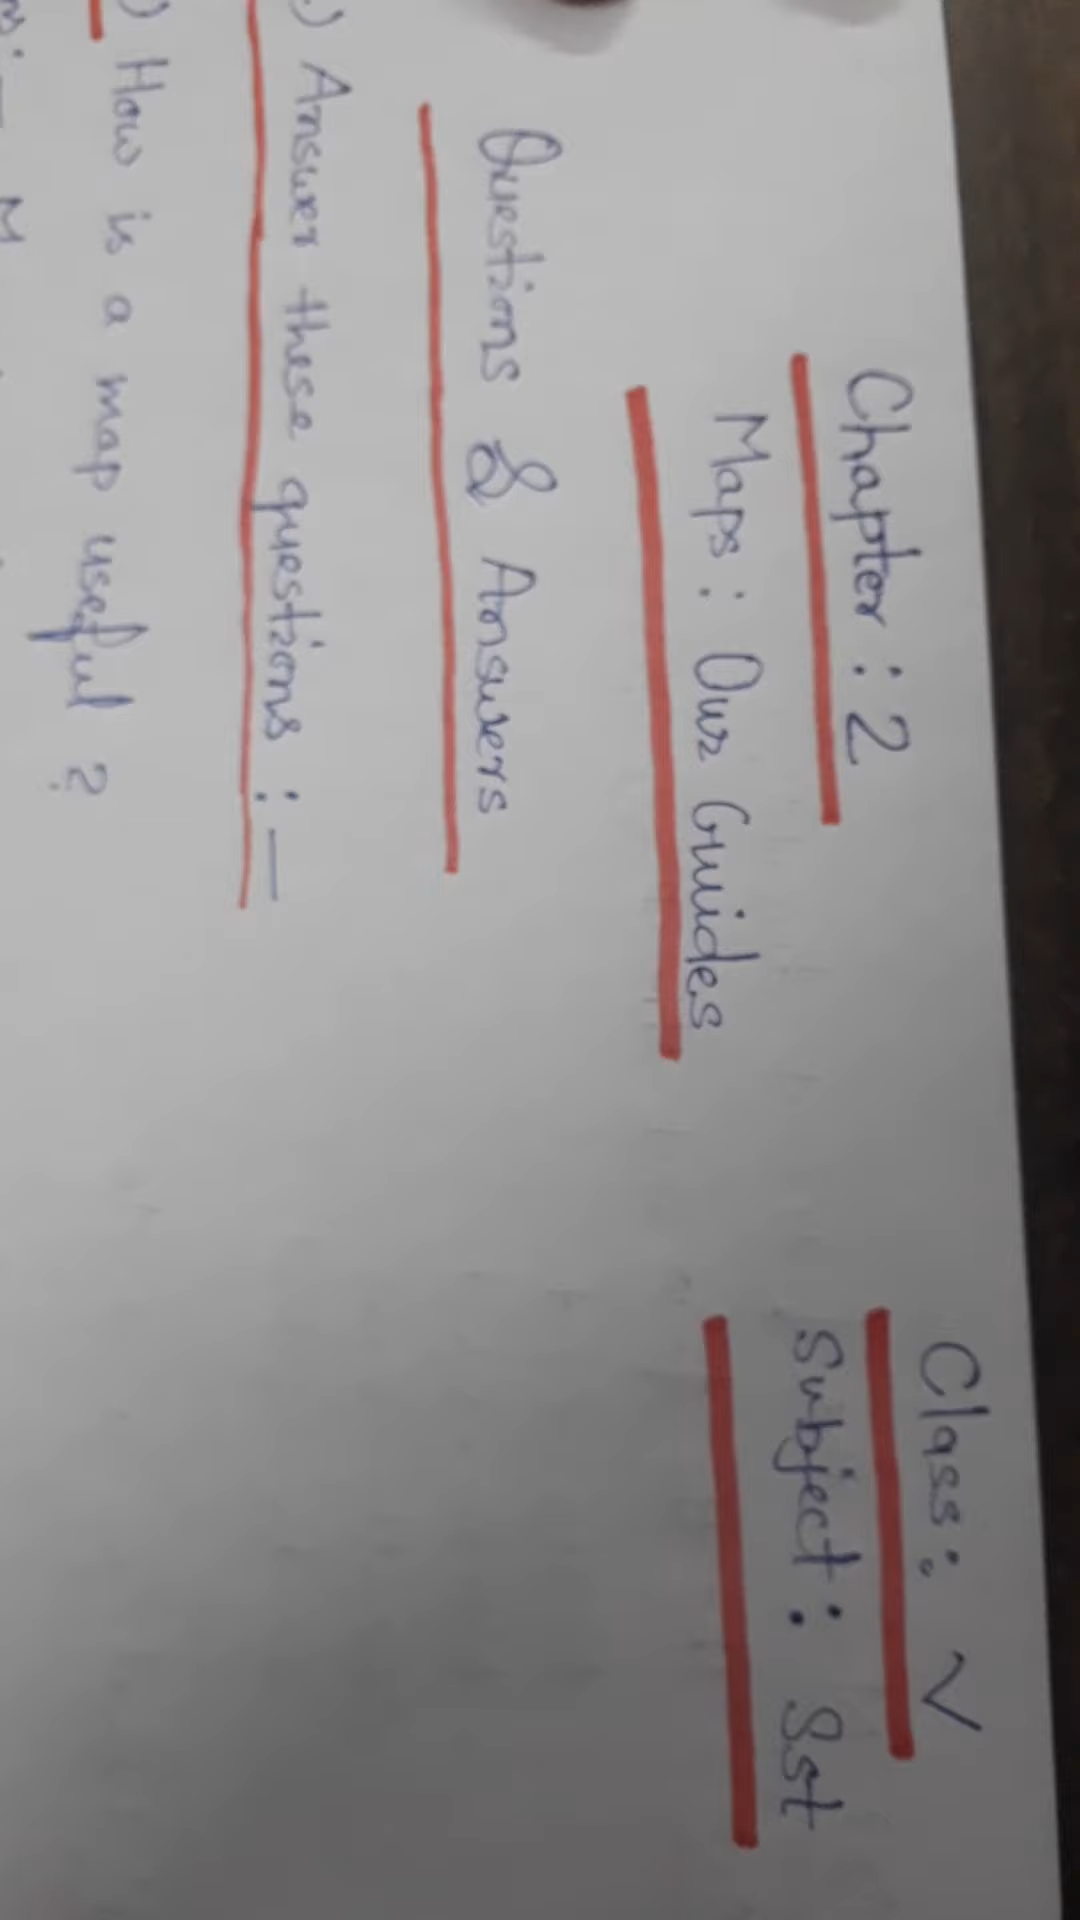 Class: V
Chapter : 2
Subject : Sst
Maps : Our Guides
Questions & Answers
.) Answer these questions :—
) How is a map useful ?